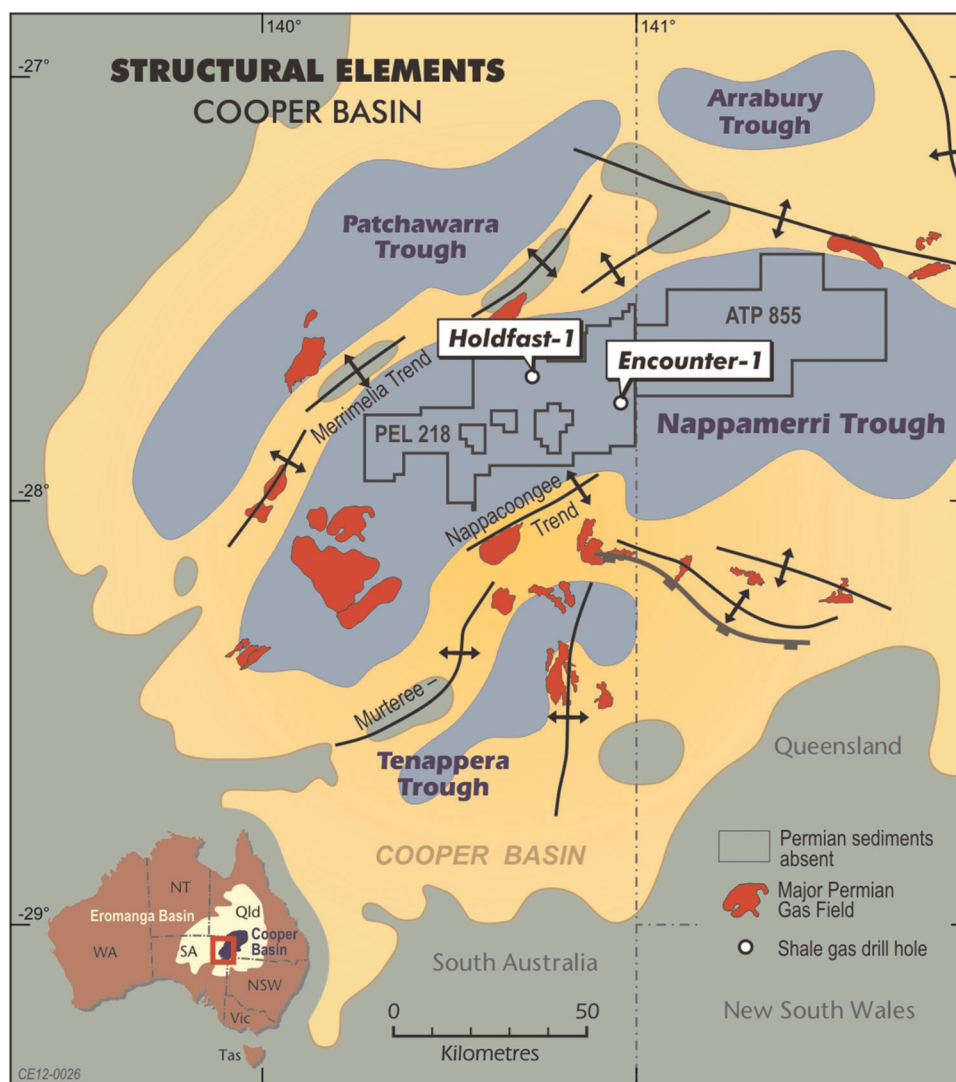 140°
141°
-27°
STRUCTURAL ELEMENTS
COOPER BASIN
Arrabury
Trough
Patchawarra
Trough
ATP 855
Holdfast-1
Encounter-1
Merrimelia Trend
Nappamerri Trough
PEL 218
-28°
Nappacoongee
Trend
Murteree –
Tenappera
Trough
Queensland
COOPER BASIN
Permian sediments
absent
Major Permian
Gas Field
Shale gas drill hole
-29°
South Australia
New South Wales
0
50
Kilometres
NT
Qld
Eromanga Basin
Cooper
Basin
WA
SA
NSW
Vic
Tas
CE12-0026